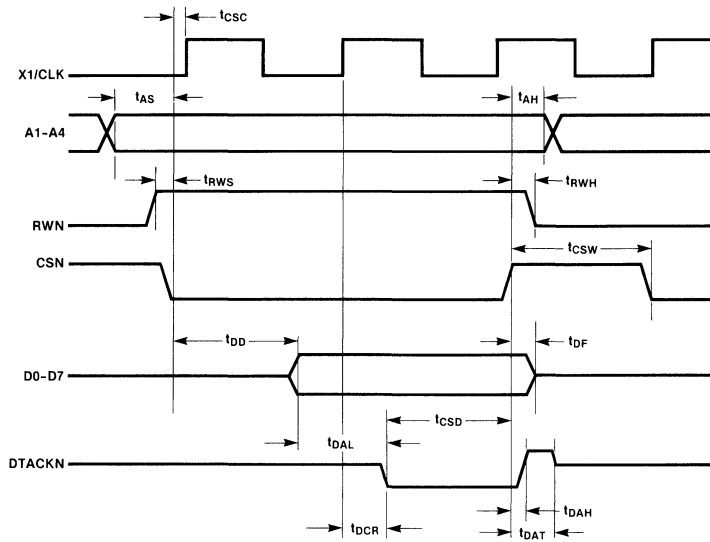 tCSC
X1/CLK
tAS
tAH
A1-A4
tRWS
tRWH
RWN
tCSW
CSN
tDD
tDF
D0-D7
tCSD
tDAL
DTACKN
tDAH
tDCR
tDAT